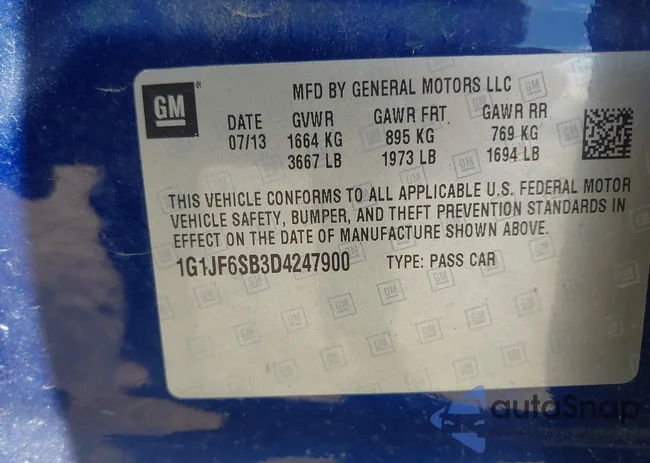 GM
MFD BY GENERAL MOTORS LLC
DATE GVWR GAWR FRT GAWR RR
07/13 1664 KG 895 KG 769 KG
3667 LB 1973 LB 1694 LB
THIS VEHICLE CONFORMS TO ALL APPLICABLE U.S. FEDERAL MOTOR
VEHICLE SAFETY, BUMPER, AND THEFT PREVENTION STANDARDS IN
EFFECT ON THE DATE OF MANUFACTURE SHOWN ABOVE.
1G1JF6SB3D4247900 TYPE: PASS CAR
autoSnap